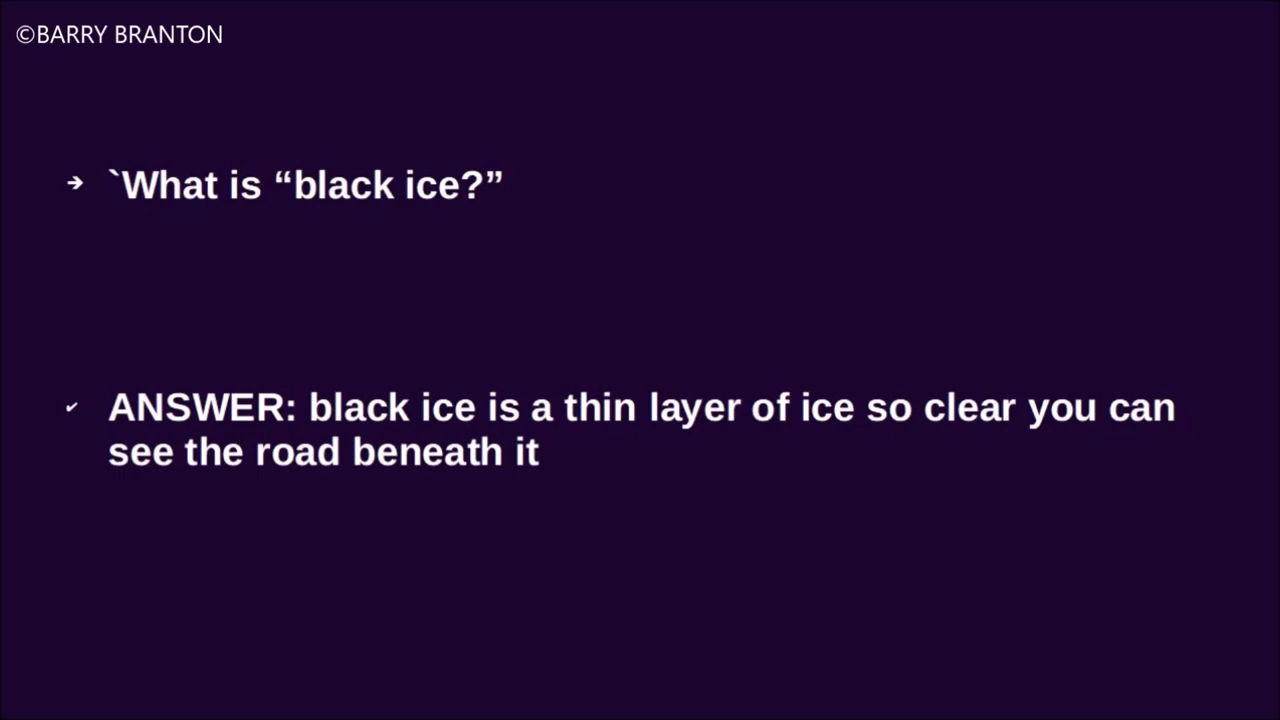 ©BARRY BRANTON
➔ `What is “black ice?”
✔ ANSWER: black ice is a thin layer of ice so clear you can
see the road beneath it